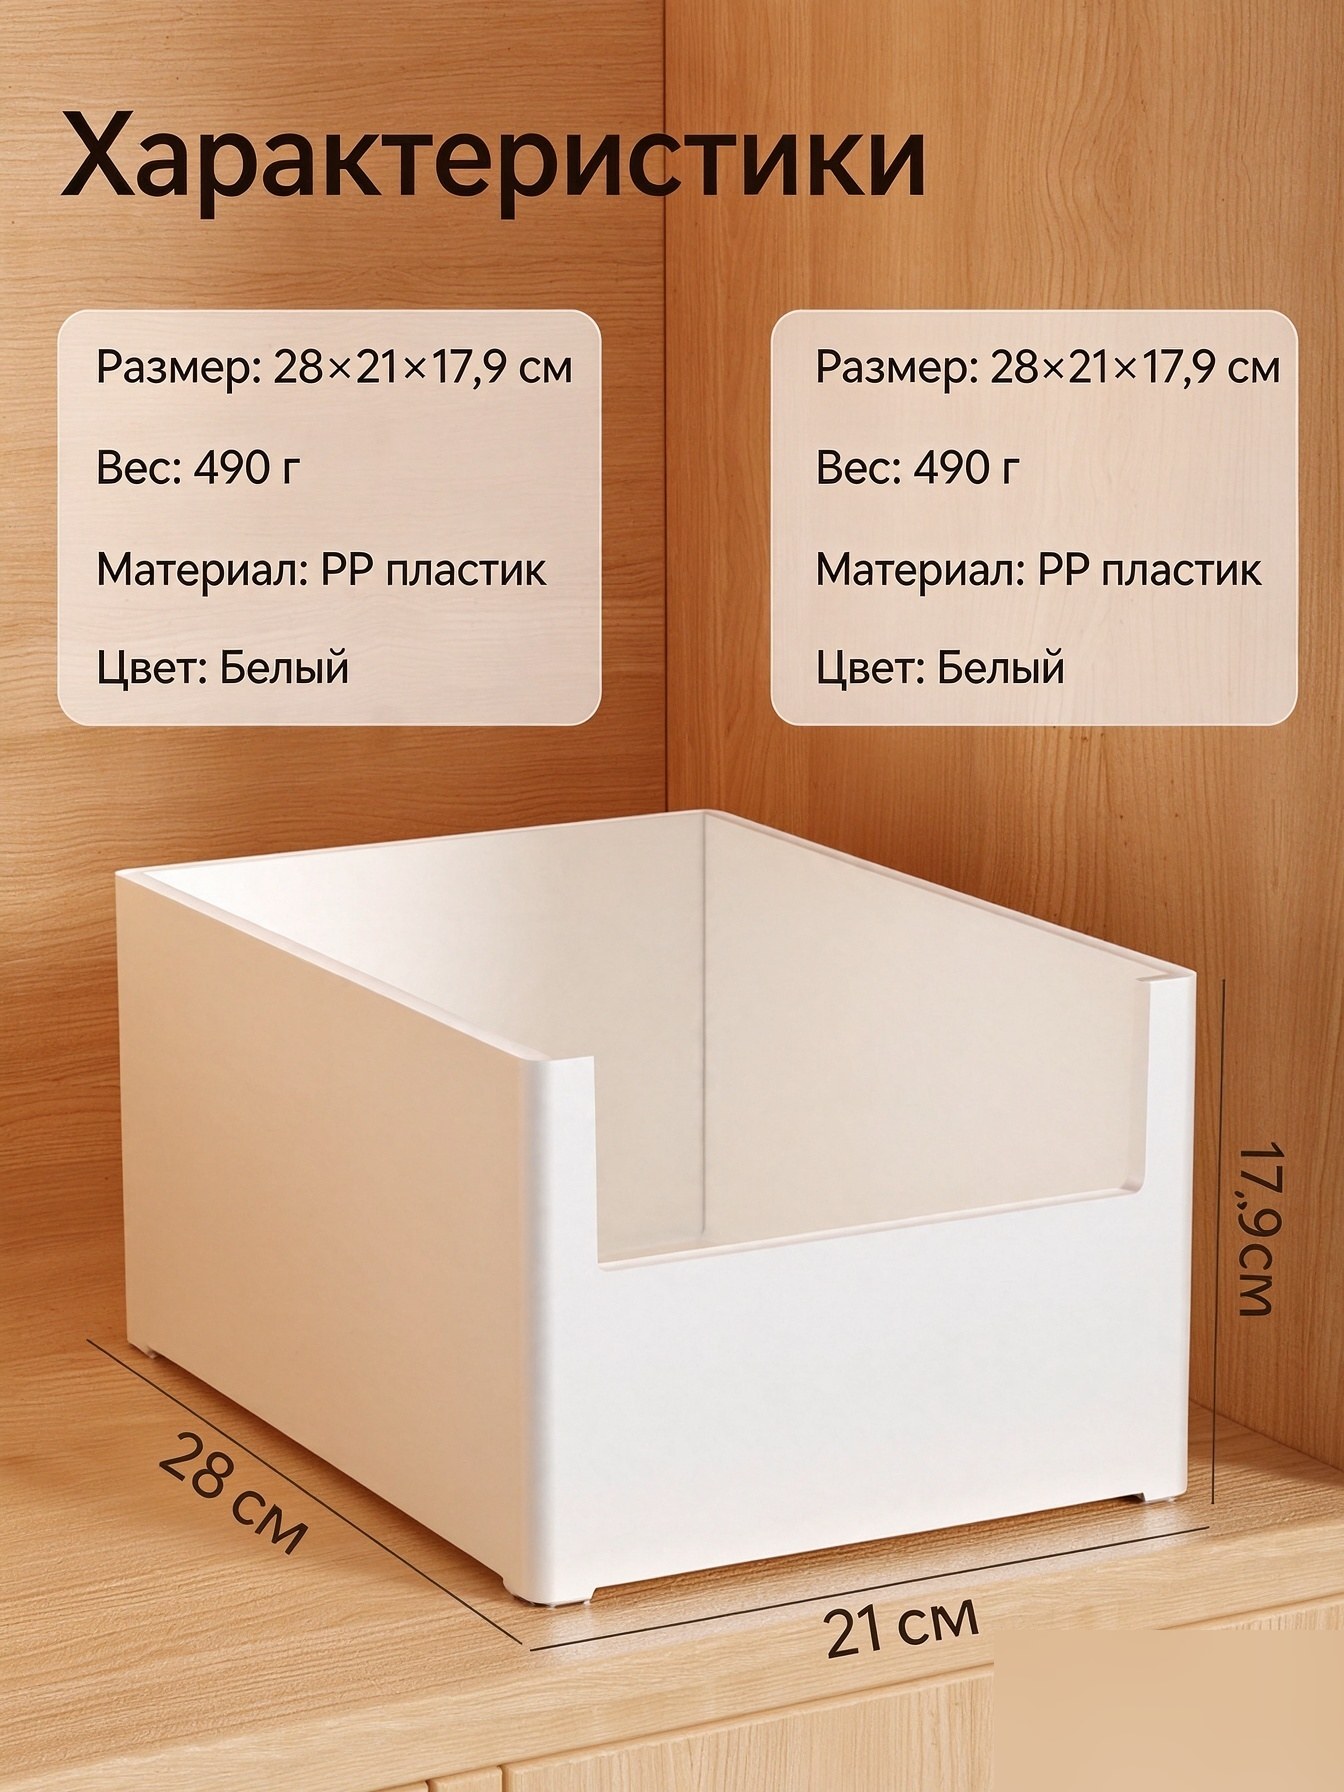 Характеристики
Размер: 28×21×17,9 см
Вес: 490 г
Материал: PP пластик
Цвет: Белый
Размер: 28×21×17,9 см
Вес: 490 г
Материал: PP пластик
Цвет: Белый
17,,9см
28 см
21 см